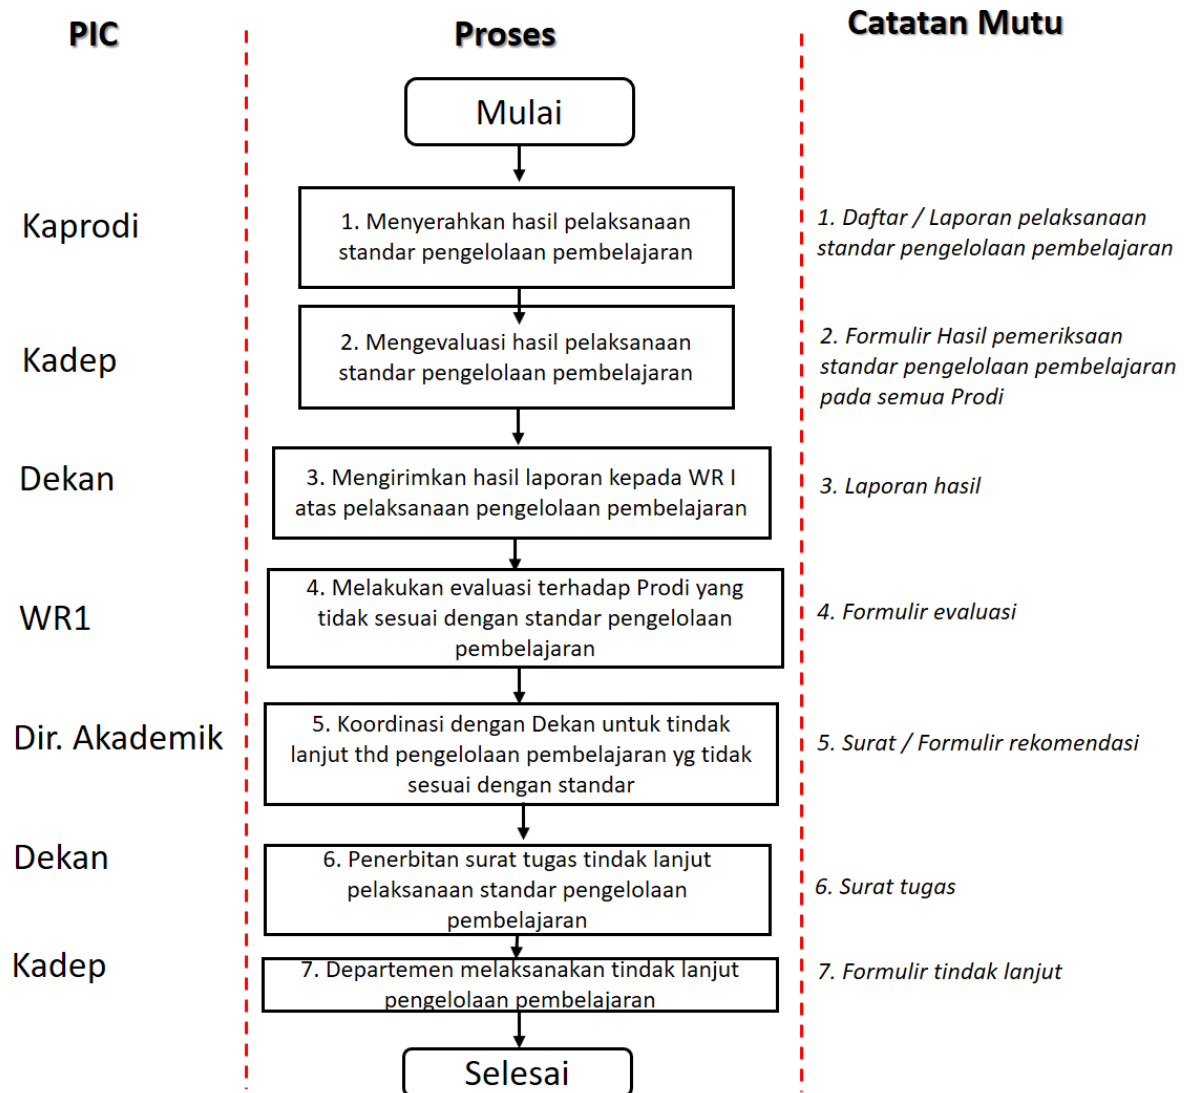 PIC
Proses
Catatan Mutu
Mulai
Kaprodi
1. Menyerahkan hasil pelaksanaan
standar pengelolaan pembelajaran
1. Daftar / Laporan pelaksanaan
standar pengelolaan pembelajaran
Kadep
2. Mengevaluasi hasil pelaksanaan
standar pengelolaan pembelajaran
2. Formulir Hasil pemeriksaan
standar pengelolaan pembelajaran
pada semua Prodi
Dekan
3. Mengirimkan hasil laporan kepada WR I
atas pelaksanaan pengelolaan pembelajaran
3. Laporan hasil
WR1
4. Melakukan evaluasi terhadap Prodi yang
tidak sesuai dengan standar pengelolaan
pembelajaran
4. Formulir evaluasi
Dir. Akademik
5. Koordinasi dengan Dekan untuk tindak
lanjut thd pengelolaan pembelajaran yg tidak
sesuai dengan standar
5. Surat / Formulir rekomendasi
Dekan
6. Penerbitan surat tugas tindak lanjut
pelaksanaan standar pengelolaan
pembelajaran
6. Surat tugas
Kadep
7. Departemen melaksanakan tindak lanjut
pengelolaan pembelajaran
7. Formulir tindak lanjut
Selesai